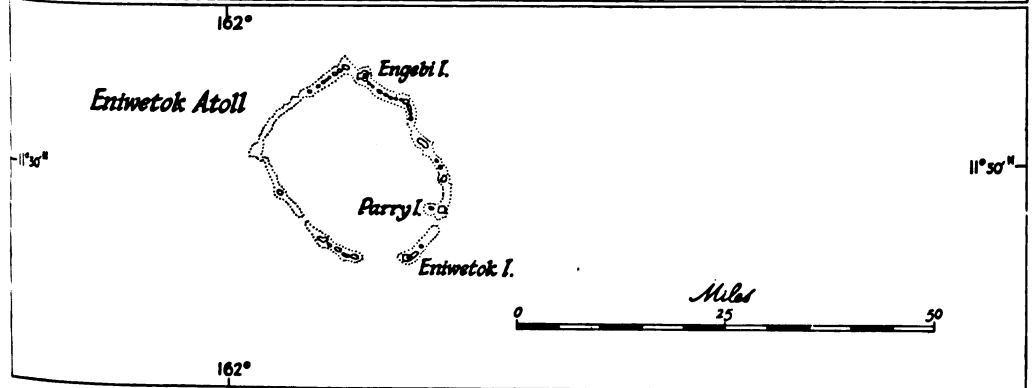 162°
Engebi I.
Eniwetok Atoll
11°30'N
11°30'N
Parry I.
Eniwetok I.
Miles
0 25 50
162°